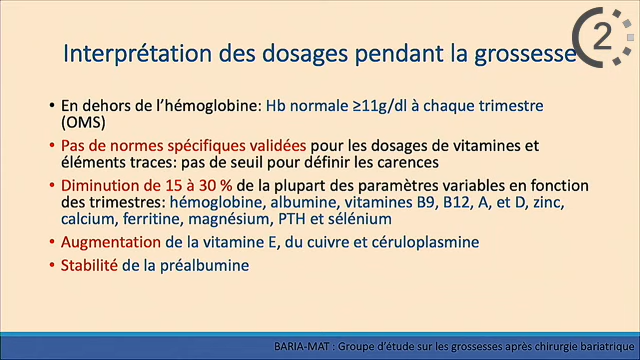 Interprétation des dosages pendant la grossesse
2
• En dehors de l'hémoglobine: Hb normale ≥11g/dl à chaque trimestre
(OMS)
• Pas de normes spécifiques validées pour les dosages de vitamines et
éléments traces: pas de seuil pour définir les carences
• Diminution de 15 à 30 % de la plupart des paramètres variables en fonction
des trimestres: hémoglobine, albumine, vitamines B9, B12, A, et D, zinc,
calcium, ferritine, magnésium, PTH et sélénium
• Augmentation de la vitamine E, du cuivre et céruloplasmine
• Stabilité de la préalbumine
BARIA-MAT : Groupe d'étude sur les grossesses après chirurgie bariatrique